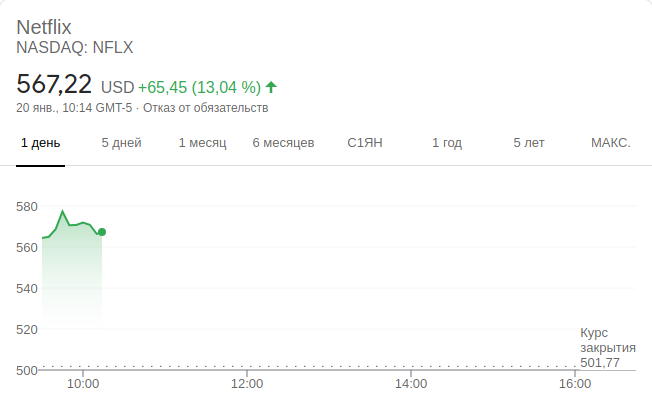 Netflix
NASDAQ: NFLX
567,22 USD +65,45 (13,04 %)
20 янв., 10:14 GMT-5 · Отказ от обязательств
1 день 5 дней 1 месяц 6 месяцев С1ЯН 1 год 5 лет МАКС.
580
560
540
520
500
Курс
закрытия
501,77
10:00 12:00 14:00 16:00